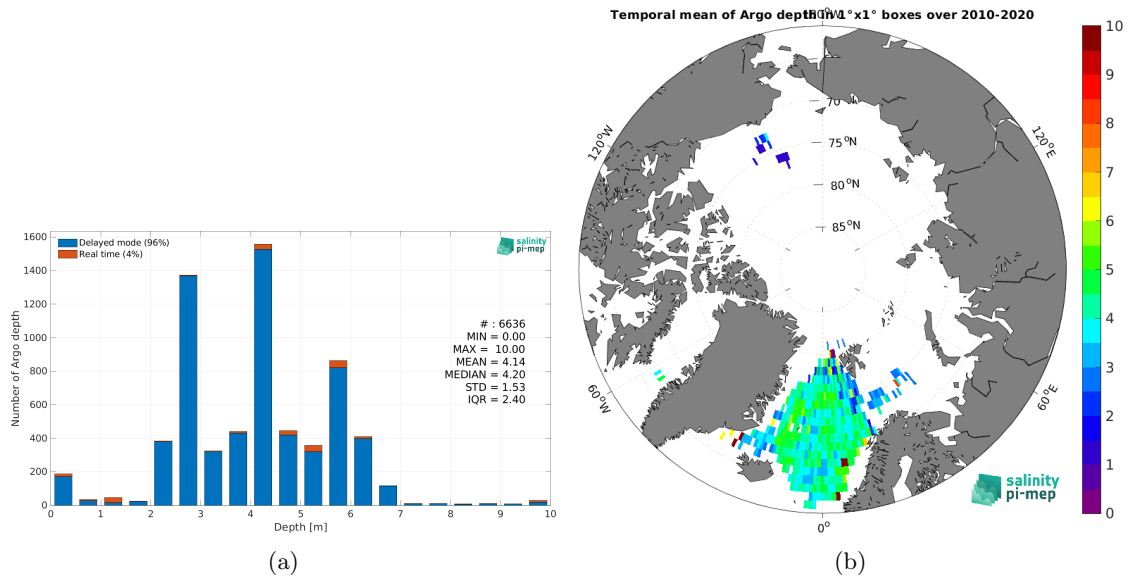 Temporal mean of Argo depth in 1°x1° boxes over 2010-2020
10
9
8
7
6
5
4
3
2
1
0
120°W
70
75°N
80°N
85°N
120°E
60°W
60°E
0°
salinity
pi-mep
Delayed mode (96%)
Real time (4%)
salinity
pi-mep
# : 6636
MIN = 0.00
MAX = 10.00
MEAN = 4.14
MEDIAN = 4.20
STD = 1.53
IQR = 2.40
Number of Argo depth
1600
1400
1200
1000
800
600
400
200
0
0 1 2 3 4 5 6 7 8 9 10
Depth [m]
(a)
(b)